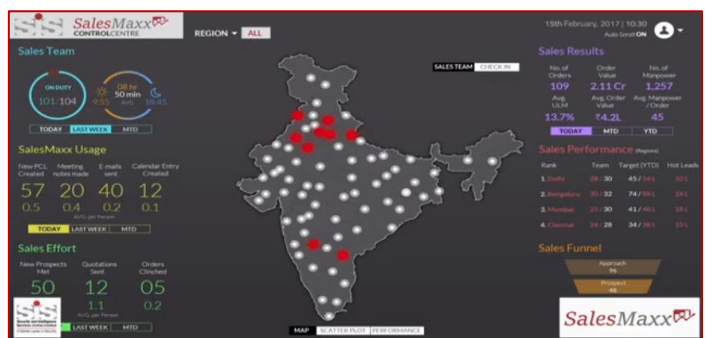 SIS SalesMaxx
CONTROLCENTRE
REGION ALL
15th February, 2017 | 10:30
Auto Scroll ON
Sales Team
ON DUTY
101/104
08 hr
50 min
AVG.
9:55
18:45
TODAY LAST WEEK MTD
SalesMaxx Usage
New PCL Created
Meeting notes made
E-mails sent
Calendar Entry Created
57 20 40 12
0.5 0.4 0.2 0.1
AVG. per Person
TODAY LAST WEEK MTD
Sales Effort
New Prospects Met
Quotations Sent
Orders Clinched
50 12 05
1.1 0.2
AVG. per Person
LAST WEEK MTD
SIS
SALES TEAM CHECK IN
MAP SCATTER PLOT PERFORMANCE
Sales Results
No. of Orders
Order Value
No. of Manpower
109 2.11 Cr 1,257
Avg. ULM
Avg. Order Value
Avg. Manpower / Order
13.7% ₹4.2L 45
TODAY MTD YTD
Sales Performance (Regions)
Rank Team Target (YTD) Hot Leads
1. Delhi 28 / 30 45 /
2. Bengaluru 30 / 32 74 /
3. Mumbai 25 / 30 41 /
4. Chennai 24 / 28 34 /
Sales Funnel
Approach
96
Prospect
48
SalesMaxx